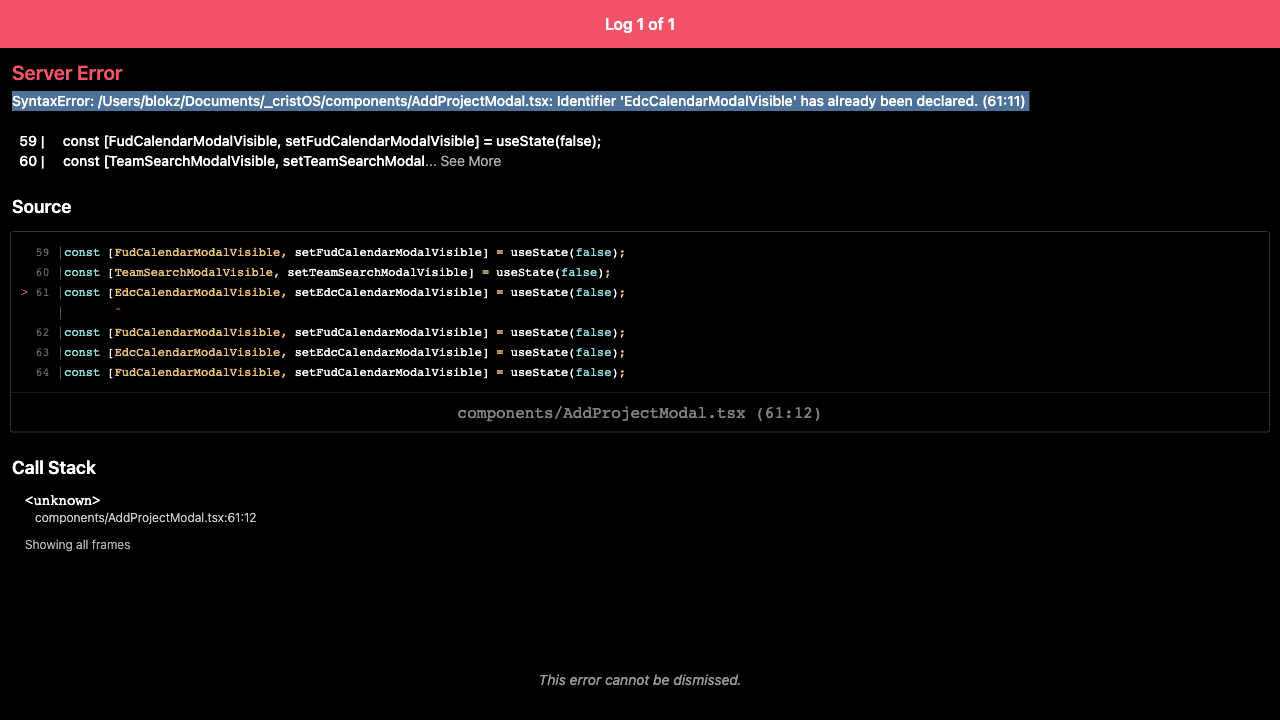 Log 1 of 1
Server Error
SyntaxError: /Users/blokz/Documents/_cristOS/components/AddProjectModal.tsx: Identifier 'EdcCalendarModalVisible' has already been declared. (61:11)
59 | const [FudCalendarModalVisible, setFudCalendarModalVisible] = useState(false);
60 | const [TeamSearchModalVisible, setTeamSearchModal... See More
Source
59 |const [FudCalendarModalVisible, setFudCalendarModalVisible] = useState(false);
60 |const [TeamSearchModalVisible, setTeamSearchModalVisible] = useState(false);
> 61 |const [EdcCalendarModalVisible, setEdcCalendarModalVisible] = useState(false);
| ^
62 |const [FudCalendarModalVisible, setFudCalendarModalVisible] = useState(false);
63 |const [EdcCalendarModalVisible, setEdcCalendarModalVisible] = useState(false);
64 |const [FudCalendarModalVisible, setFudCalendarModalVisible] = useState(false);
components/AddProjectModal.tsx (61:12)
Call Stack
<unknown>
components/AddProjectModal.tsx:61:12
Showing all frames
This error cannot be dismissed.